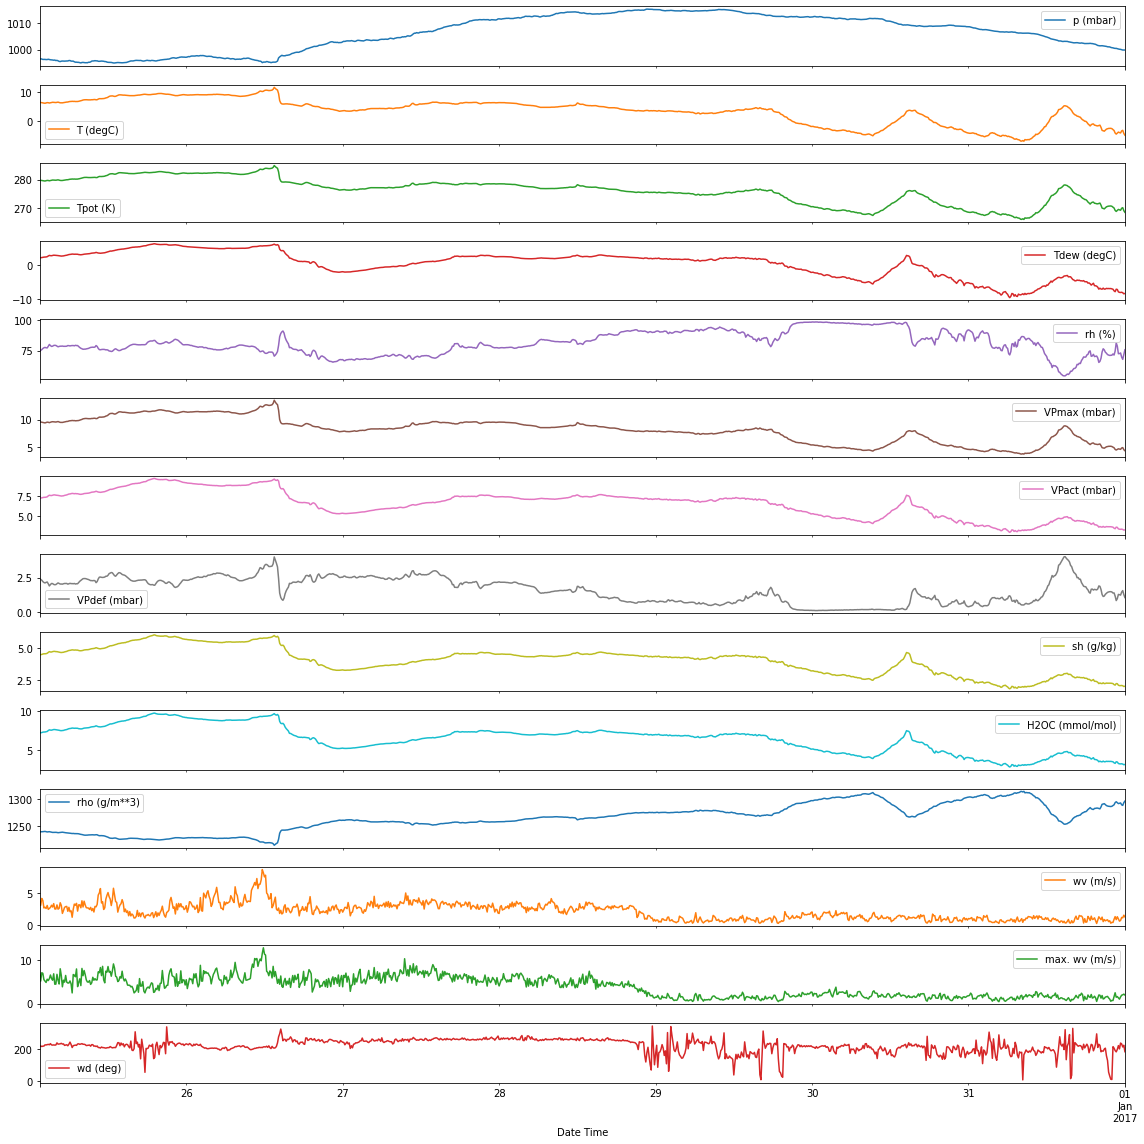 1010
1000
p (mbar)
10
0
T (degC)
280
270
Tpot (K)
0
−10
Tdew (degC)
100
75
rh (%)
10
5
VPmax (mbar)
7.5
5.0
VPact (mbar)
2.5
0.0
VPdef (mbar)
5.0
2.5
sh (g/kg)
10
5
H2OC (mmol/mol)
1300
1250
rho (g/m**3)
5
0
wv (m/s)
10
0
max. wv (m/s)
200
0
wd (deg)
26 27 28 29 30 31 01
Jan
2017
Date Time